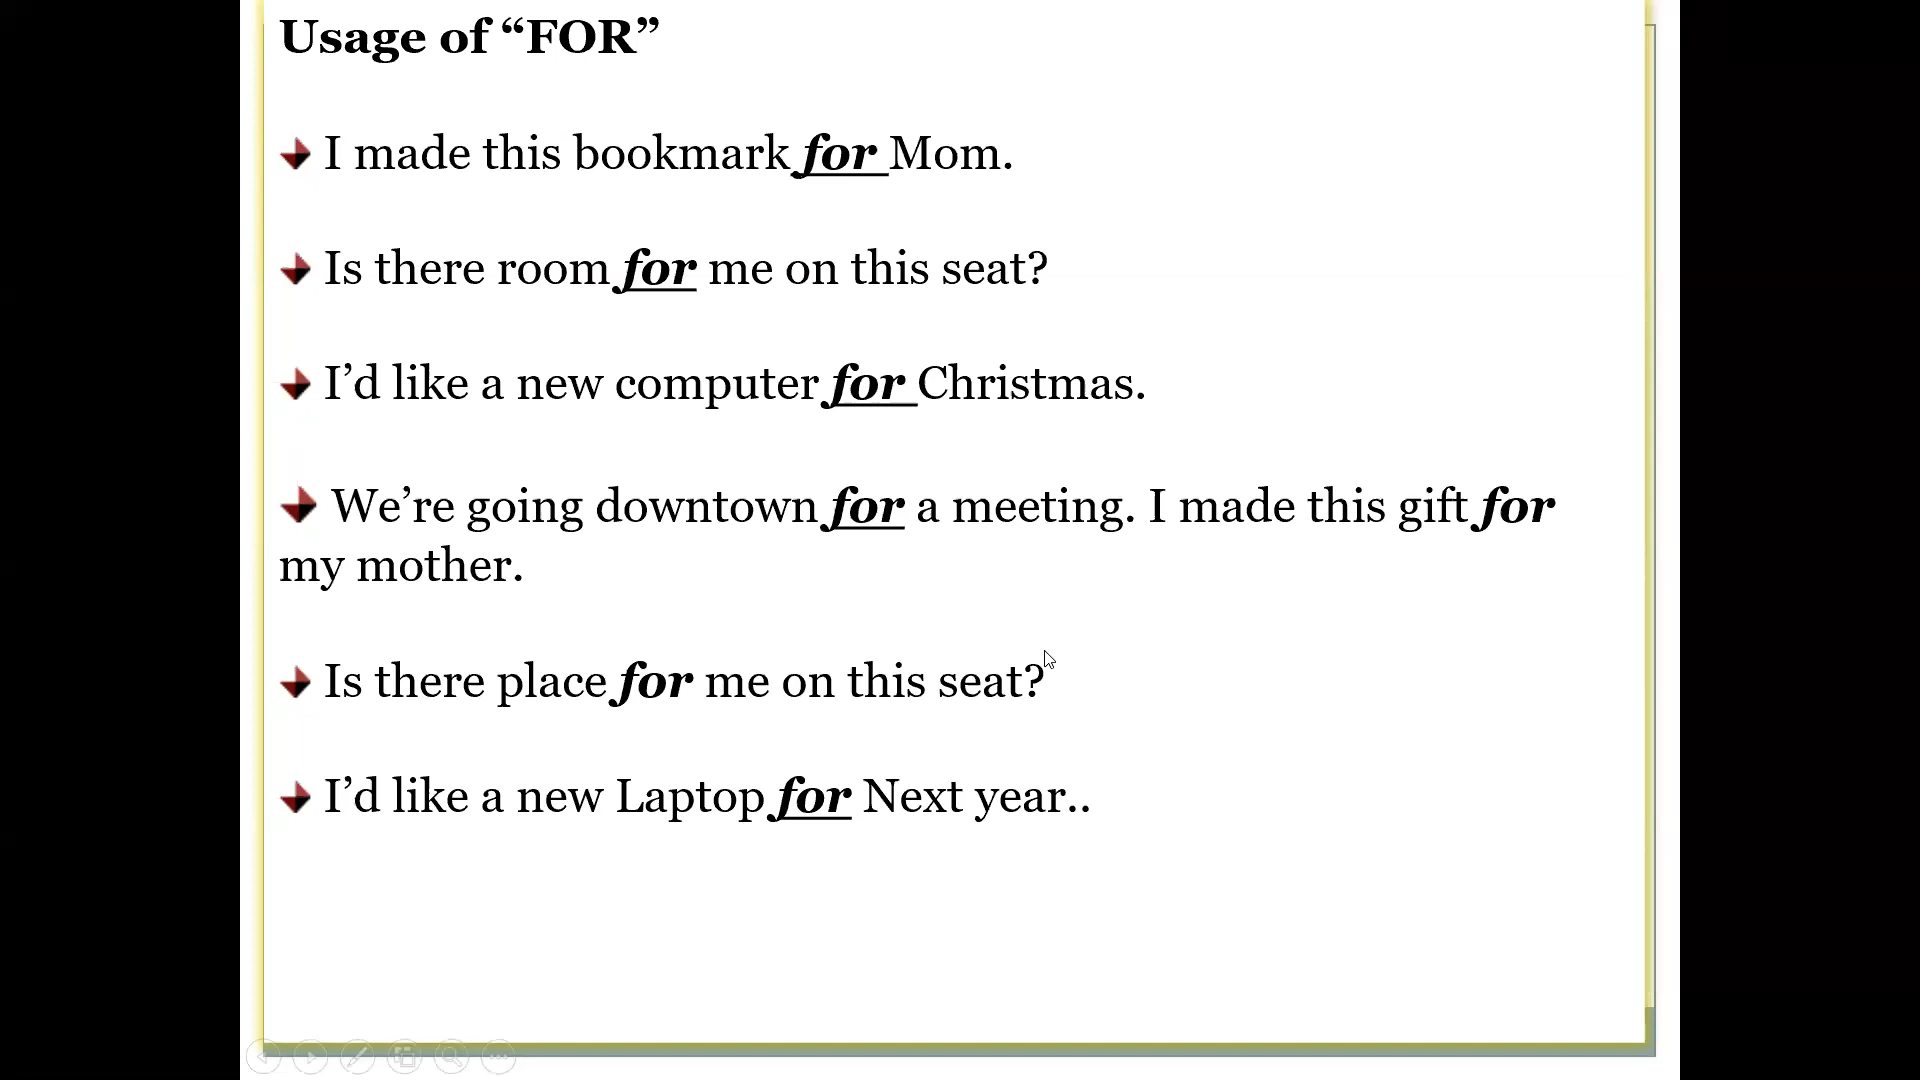 Usage of “FOR”
I made this bookmark for Mom.
Is there room for me on this seat?
I’d like a new computer for Christmas.
We’re going downtown for a meeting. I made this gift for
my mother.
Is there place for me on this seat?
I’d like a new Laptop for Next year..